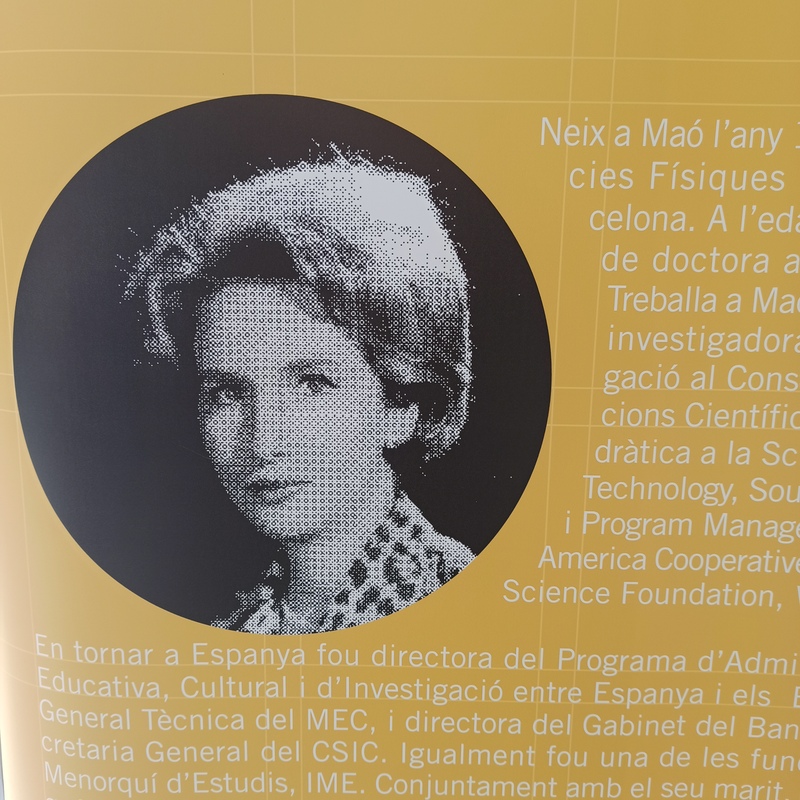 Neix a Maó l'any
cies Físiques
celona. A l'eda
de doctora a
Treballa a Mad
investigadora
gació al Cons
cions Científic
dràtica a la Sc
Technology, Sou
i Program Manage
America Cooperative
Science Foundation,
En tornar a Espanya fou directora del Programa d'Admi
Educativa, Cultural i d'Investigació entre Espanya i els
General Tècnica del MEC, i directora del Gabinet del Ban
cretaria General del CSIC. Igualment fou una de les fun
Menorquí d'Estudis, IME. Conjuntament amb el seu marit,